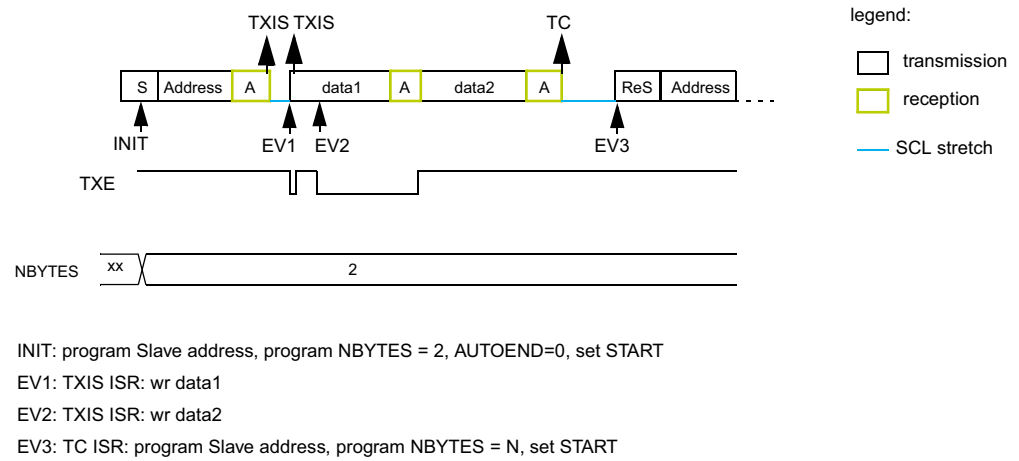 TXIS TXIS
TC
legend:
S Address A data1 A data2 A ReS Address
transmission
reception
INIT
EV1 EV2
EV3
SCL stretch
TXE
NBYTES xx 2
INIT: program Slave address, program NBYTES = 2, AUTOEND=0, set START
EV1: TXIS ISR: wr data1
EV2: TXIS ISR: wr data2
EV3: TC ISR: program Slave address, program NBYTES = N, set START